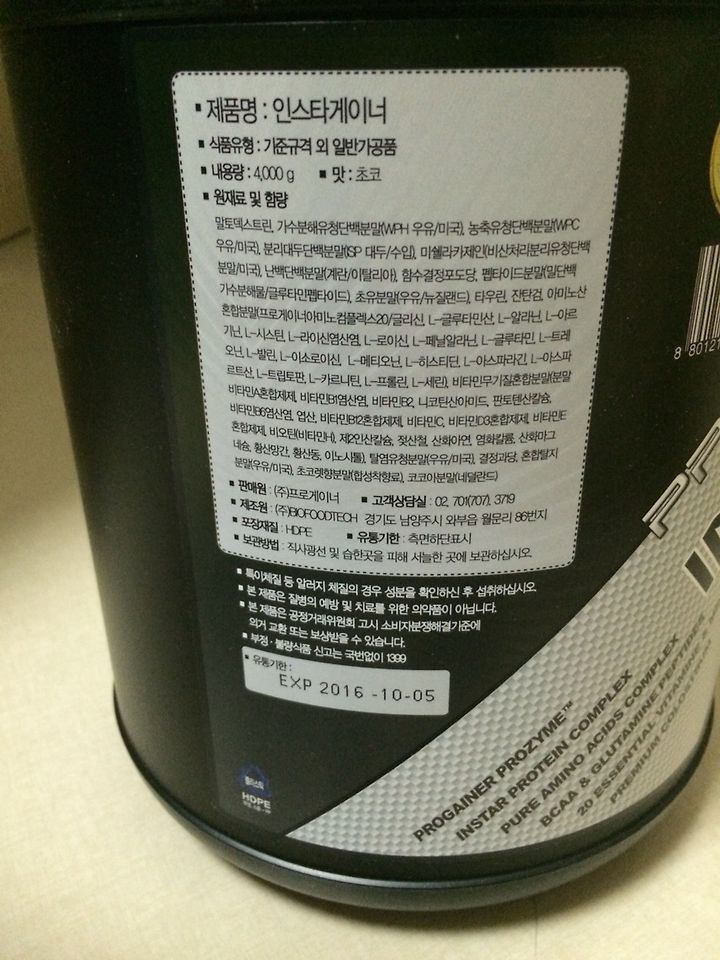 ▪ 제품명 : 인스타게이너
▪ 식품유형 : 기준규격 외 일반가공품
▪ 내용량 : 4,000 g ▪ 맛 : 초코
▪ 원재료 및 함량
말토덱스트린, 가수분해유청단백분말(WPH 우유/미국), 농축유청단백분말(WPC
우유/미국), 분리대두단백분말(ISP 대두/수입), 미쉘라카제인(비산처리분리유청단백
분말/미국), 난백단백분말(계란/이탈리아), 함수결정포도당, 펩타이드분말(밀단백
가수분해물/글루타민펩타이드), 초유분말(우유/뉴질랜드), 타우린, 잔탄검, 아미노산
혼합분말(프로게이너아미노컴플렉스20/글리신, L-글루타민산, L-알라닌, L-아르
기닌, L-시스틴, L-라이신염산염, L-로이신, L-페닐알라닌, L-글루타민, L-트레
오닌, L-발린, L-이소로이신, L-메티오닌, L-히스티딘, L-아스파라긴, L-아스파
르트산, L-트립토판, L-카르니틴, L-프롤린, L-세린), 비타민무기질혼합분말(분말
비타민A혼합제제, 비타민B1염산염, 비타민B2, 니코틴산아미드, 판토텐산칼슘,
비타민B6염산염, 엽산, 비타민B12혼합제제, 비타민C, 비타민D3혼합제제, 비타민E
혼합제제, 비오틴(비타민H), 제2인산칼슘, 젖산철, 산화아연, 염화칼륨, 산화마그
네슘, 황산망간, 황산동, 이노시톨), 탈염유청분말(우유/미국), 결정과당, 혼합탈지
분말(우유/미국), 초코렛향분말(합성착향료), 코코아분말(네덜란드)
▪ 판매원 : (주)프로게이너 ▪ 고객상담실 : 02. 701(707). 3719
▪ 제조원 : (주)BIOFOODTECH 경기도 남양주시 와부읍 월문리 86번지
▪ 포장재질 : HDPE ▪ 유통기한 : 측면하단표시
▪ 보관방법 : 직사광선 및 습한곳을 피해 서늘한 곳에 보관하십시오.
▪ 특이체질 등 알러지 체질의 경우 성분을 확인하신 후 섭취하십시오.
▪ 본 제품은 질병의 예방 및 치료를 위한 의약품이 아닙니다.
▪ 본 제품은 공정거래위원회 고시 소비자분쟁해결기준에
의거 교환 또는 보상받을 수 있습니다.
▪ 부정·불량식품 신고는 국번없이 1399
▪ 유통기한 :
EXP 2016 -10-05
플라스틱
HDPE
8 80121
PROGAINER PROZYME™
INSTAR PROTEIN COMPLEX
PURE AMINO ACIDS COMPLEX
BCAA & GLUTAMINE PEPTIDE
20 ESSENTIAL VITAMIN
PREMIUM